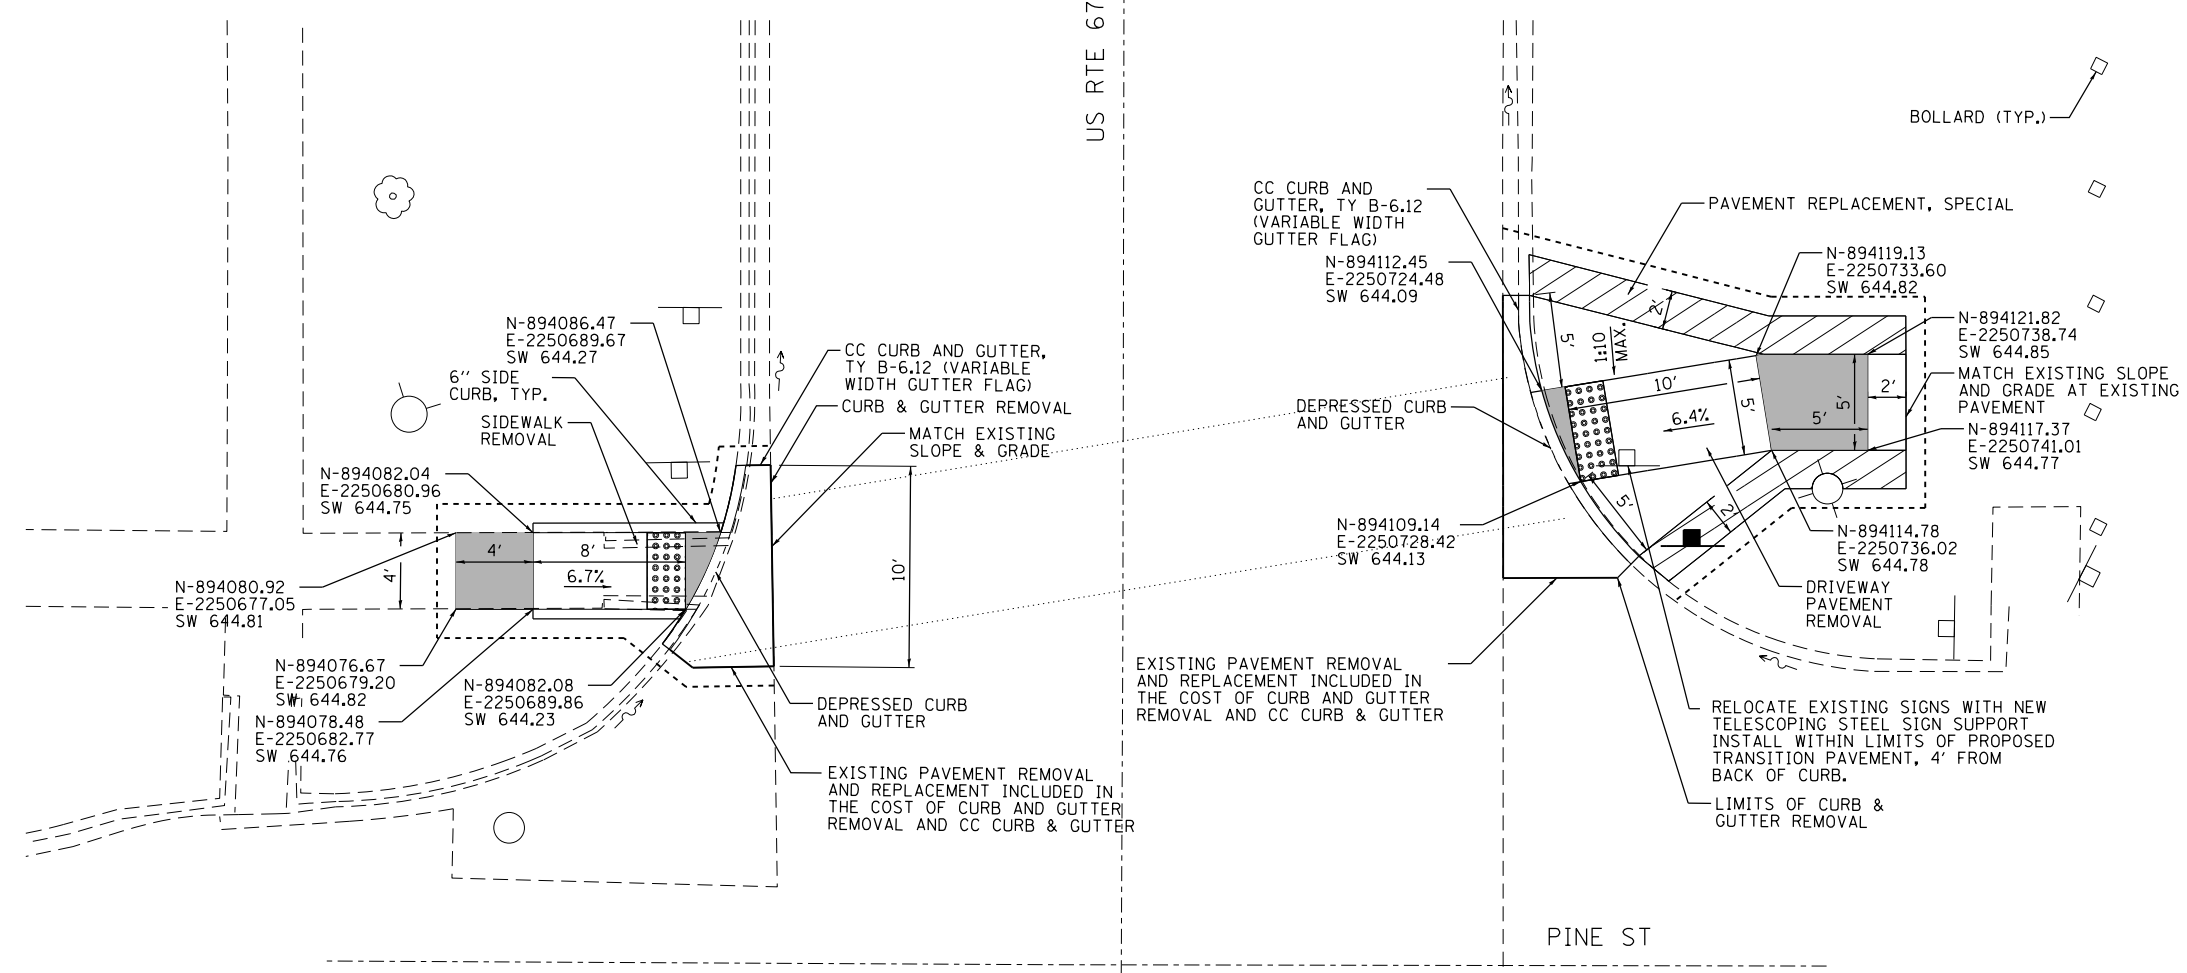 US RTE 67
BOLLARD (TYP.)
CC CURB AND
GUTTER, TY B-6.12
(VARIABLE WIDTH
GUTTER FLAG)
PAVEMENT REPLACEMENT, SPECIAL
N-894112.45
E-2250724.48
SW 644.09
N-894119.13
E-2250733.60
SW 644.82
N-894121.82
E-2250738.74
SW 644.85
MATCH EXISTING SLOPE
AND GRADE AT EXISTING
PAVEMENT
2'
5'
1:10
MAX.
10'
6.4%
5'
5'
5'
2'
5'
2'
N-894117.37
E-2250741.01
SW 644.77
DEPRESSED CURB
AND GUTTER
N-894109.14
E-2250728.42
SW 644.13
N-894114.78
E-2250736.02
SW 644.78
DRIVEWAY
PAVEMENT
REMOVAL
N-894086.47
E-2250689.67
SW 644.27
6" SIDE
CURB, TYP.
SIDEWALK
REMOVAL
CC CURB AND GUTTER,
TY B-6.12 (VARIABLE
WIDTH GUTTER FLAG)
CURB & GUTTER REMOVAL
MATCH EXISTING
SLOPE & GRADE
N-894082.04
E-2250680.96
SW 644.75
4'
8'
6.7%
4'
10'
N-894080.92
E-2250677.05
SW 644.81
N-894076.67
E-2250679.20
SW 644.82
N-894078.48
E-2250682.77
SW 644.76
N-894082.08
E-2250689.86
SW 644.23
DEPRESSED CURB
AND GUTTER
EXISTING PAVEMENT REMOVAL
AND REPLACEMENT INCLUDED IN
THE COST OF CURB AND GUTTER
REMOVAL AND CC CURB & GUTTER
EXISTING PAVEMENT REMOVAL
AND REPLACEMENT INCLUDED IN
THE COST OF CURB AND GUTTER
REMOVAL AND CC CURB & GUTTER
RELOCATE EXISTING SIGNS WITH NEW
TELESCOPING STEEL SIGN SUPPORT
INSTALL WITHIN LIMITS OF PROPOSED
TRANSITION PAVEMENT, 4' FROM
BACK OF CURB.
LIMITS OF CURB &
GUTTER REMOVAL
PINE ST